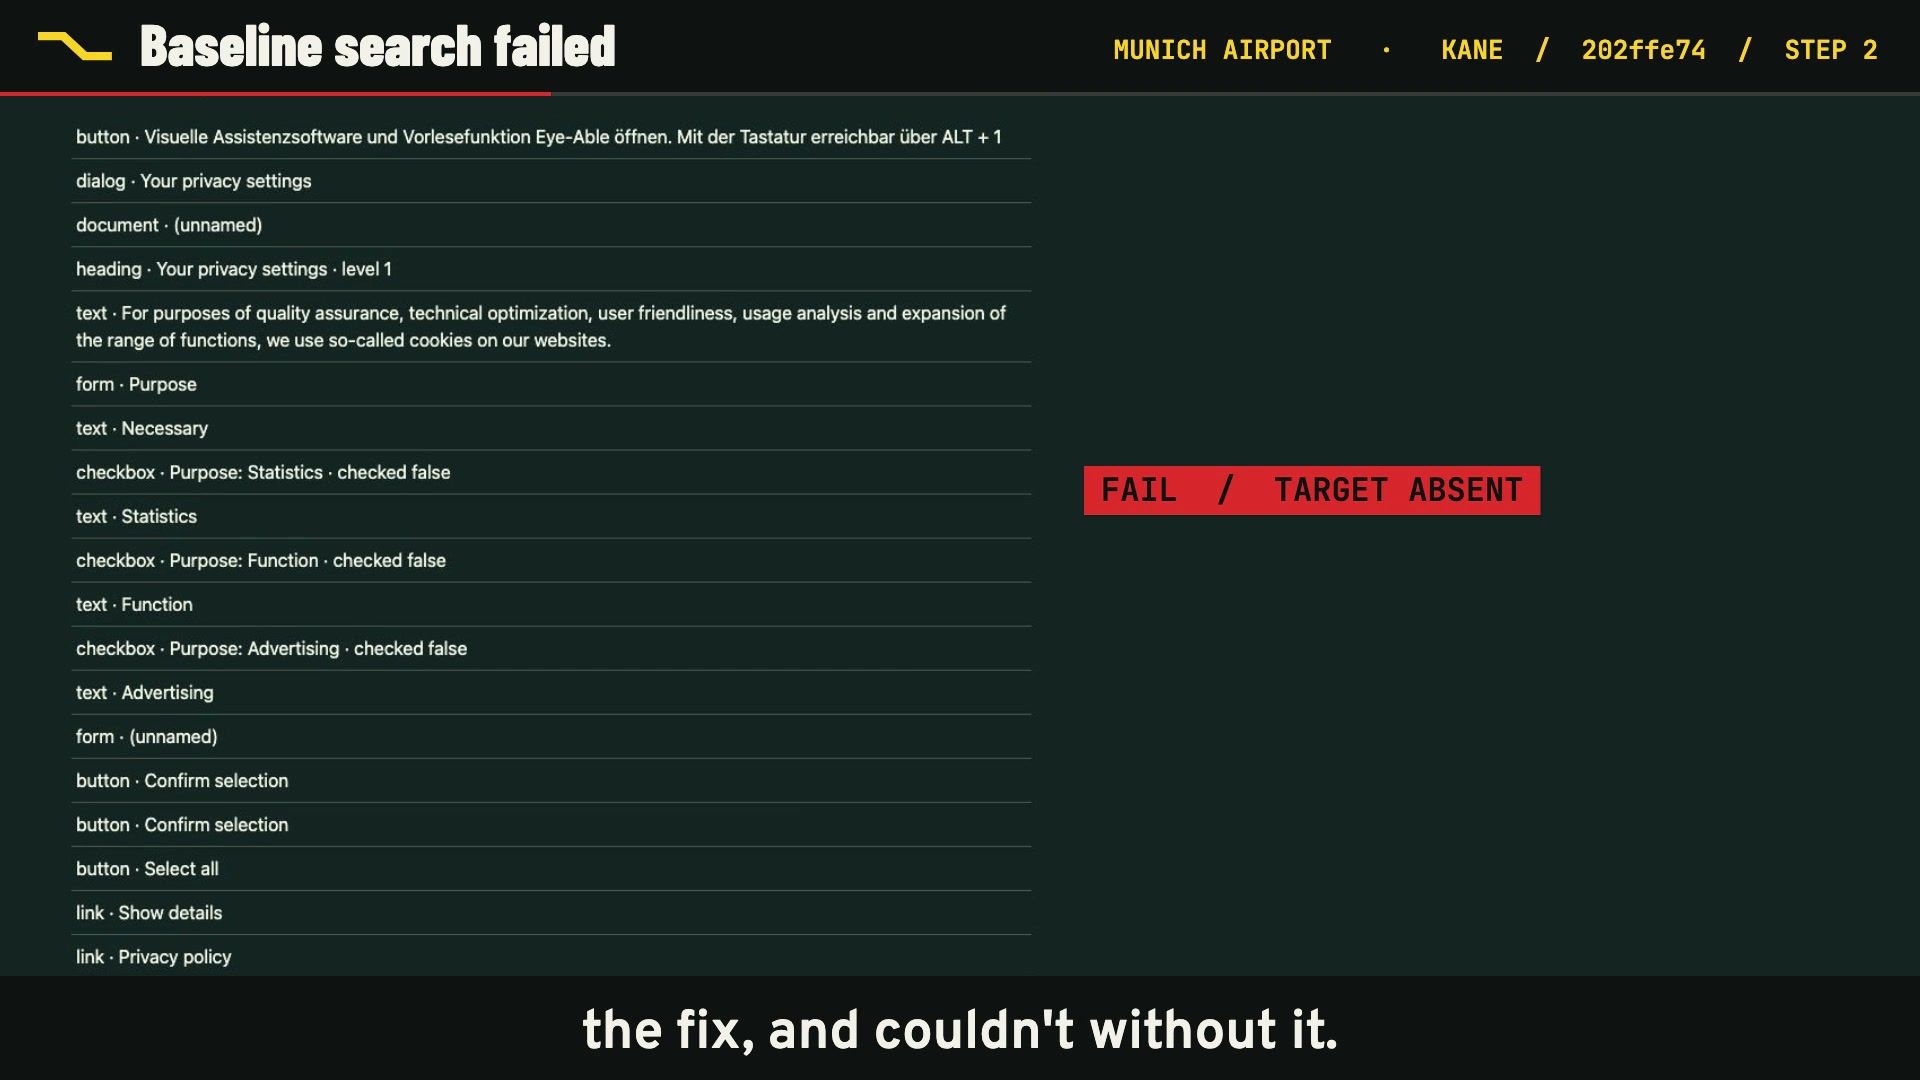 Baseline search failed
MUNICH AIRPORT · KANE / 202ffe74 / STEP 2
button · Visuelle Assistenzsoftware und Vorlesefunktion Eye-Able öffnen. Mit der Tastatur erreichbar über ALT + 1
dialog · Your privacy settings
document · (unnamed)
heading · Your privacy settings · level 1
text · For purposes of quality assurance, technical optimization, user friendliness, usage analysis and expansion of
the range of functions, we use so-called cookies on our websites.
form · Purpose
text · Necessary
checkbox · Purpose: Statistics · checked false
text · Statistics
checkbox · Purpose: Function · checked false
text · Function
checkbox · Purpose: Advertising · checked false
text · Advertising
form · (unnamed)
button · Confirm selection
button · Confirm selection
button · Select all
link · Show details
link · Privacy policy
FAIL / TARGET ABSENT
the fix, and couldn't without it.